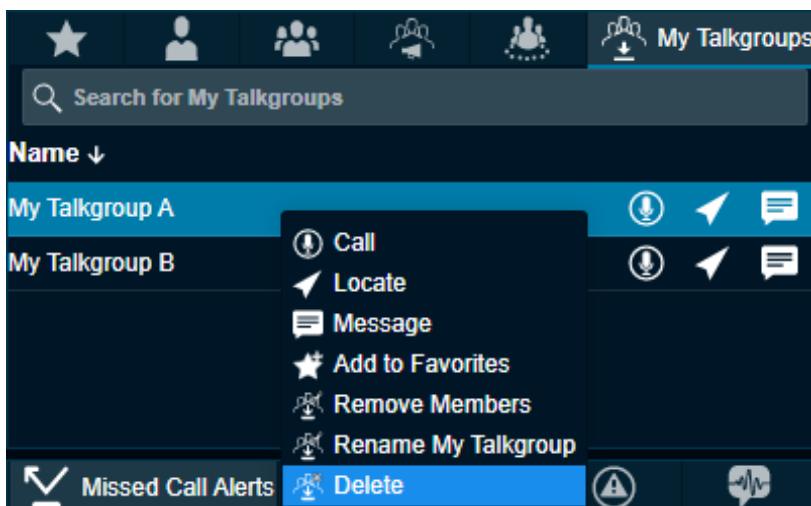 My Talkgroups
Search for My Talkgroups
Name
My Talkgroup A
My Talkgroup B
Call
Locate
Message
Add to Favorites
Remove Members
Rename My Talkgroup
Delete
Missed Call Alerts